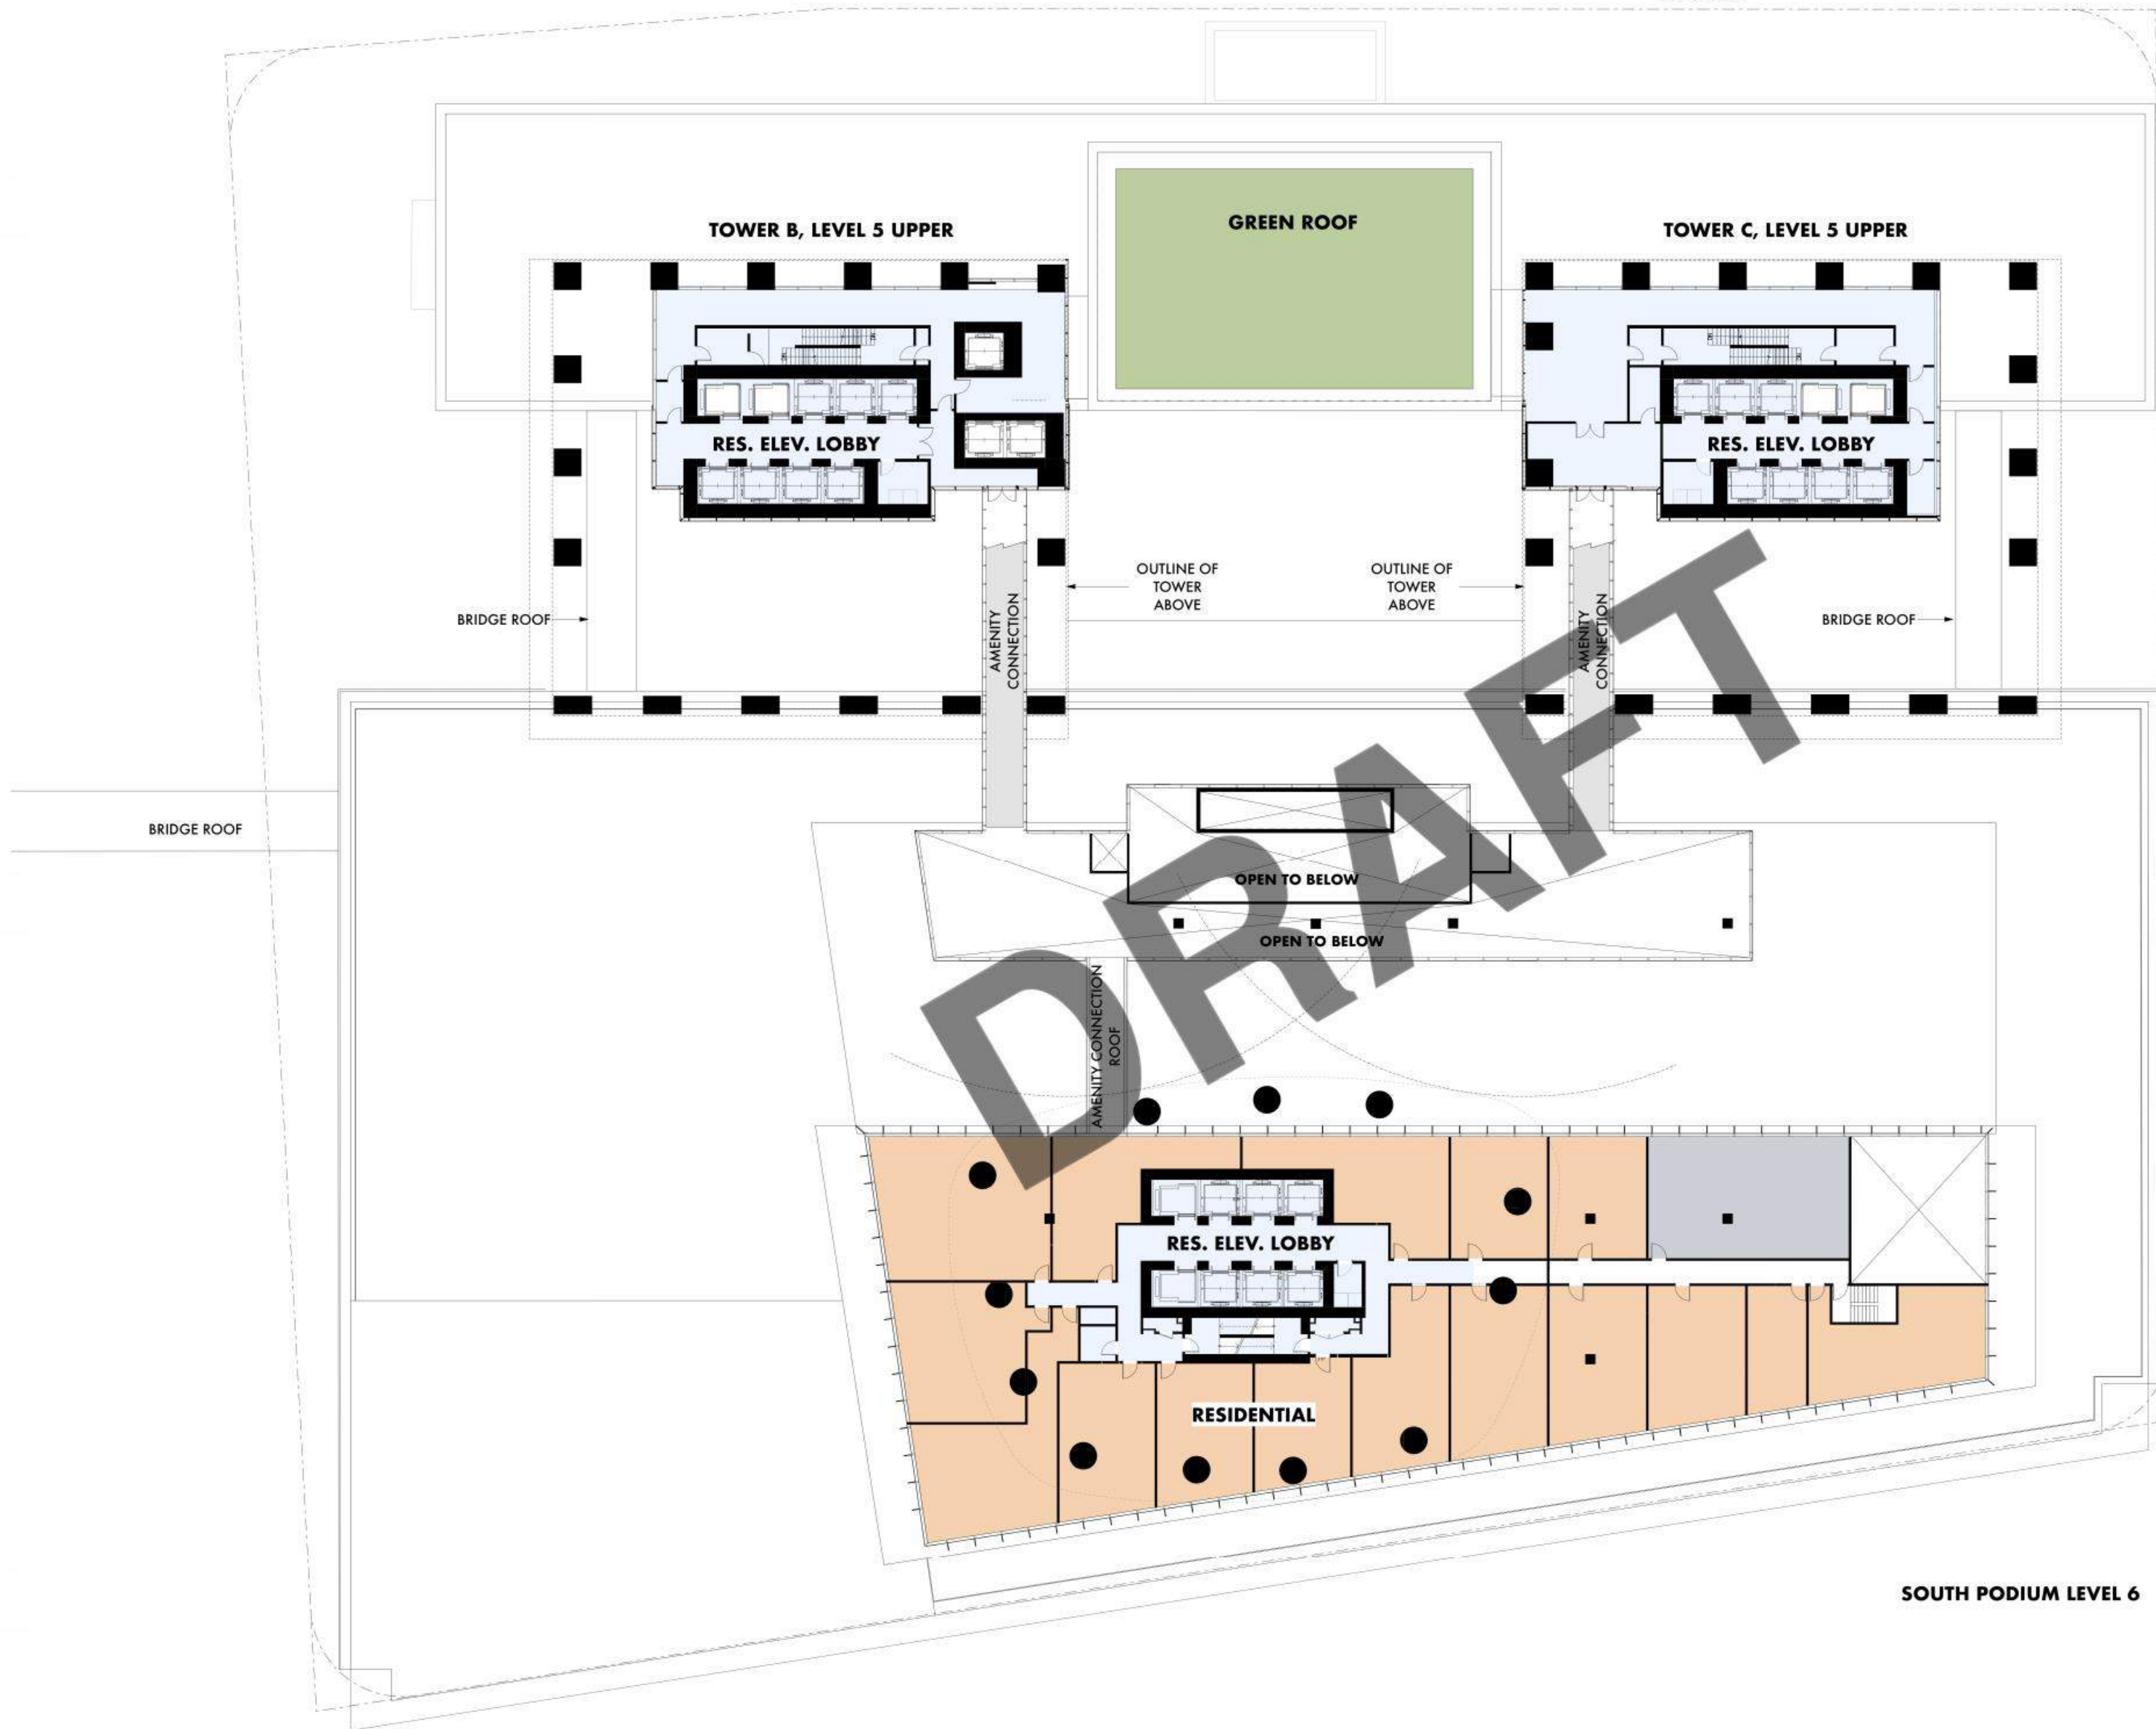 TOWER B, LEVEL 5 UPPER
GREEN ROOF
TOWER C, LEVEL 5 UPPER
RES. ELEV. LOBBY
RES. ELEV. LOBBY
OUTLINE OF
TOWER
ABOVE
OUTLINE OF
TOWER
ABOVE
BRIDGE ROOF
AMENITY
CONNECTION
AMENITY
CONNECTION
BRIDGE ROOF
BRIDGE ROOF
OPEN TO BELOW
OPEN TO BELOW
DRAFT
AMENITY CONNECTION
ROOF
RES. ELEV. LOBBY
RESIDENTIAL
SOUTH PODIUM LEVEL 6